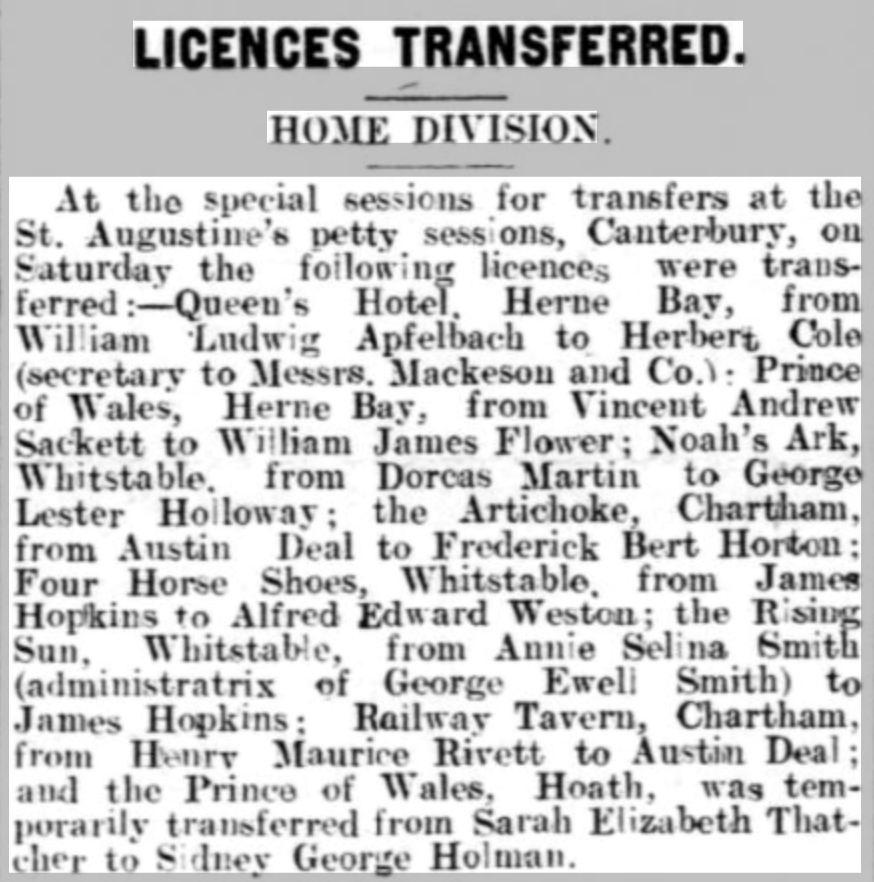 LICENCES TRANSFERRED.
HOME DIVISION.
At the special sessions for transfers at the
St. Augustine's petty sessions, Canterbury, on
Saturday the following licences were trans-
ferred:—Queen's Hotel, Herne Bay, from
William Ludwig Apfelbach to Herbert Cole
(secretary to Messrs. Mackeson and Co.); Prince
of Wales, Herne Bay, from Vincent Andrew
Sackett to William James Flower; Noah's Ark,
Whitstable, from Dorcas Martin to George
Lester Holloway; the Artichoke, Chartham,
from Austin Deal to Frederick Bert Horton;
Four Horse Shoes, Whitstable, from James
Hopkins to Alfred Edward Weston; the Rising
Sun, Whitstable, from Annie Selina Smith
(administratrix of George Ewell Smith) to
James Hopkins; Railway Tavern, Chartham,
from Henry Maurice Rivett to Austin Deal;
and the Prince of Wales, Hoath, was tem-
porarily transferred from Sarah Elizabeth That-
cher to Sidney George Holman.